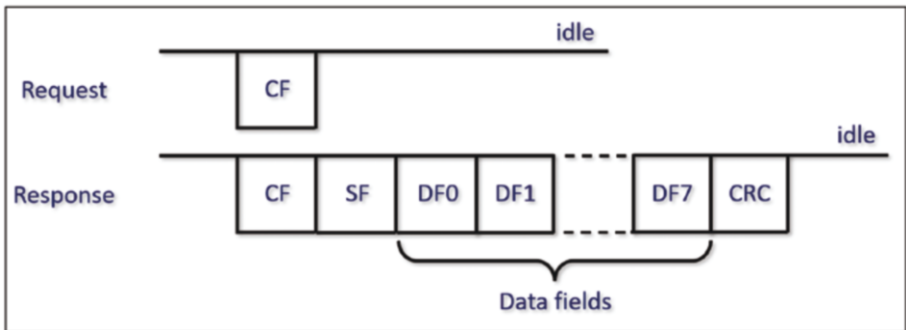 idle
Request CF
idle
Response CF SF DF0 DF1 DF7 CRC
Data fields